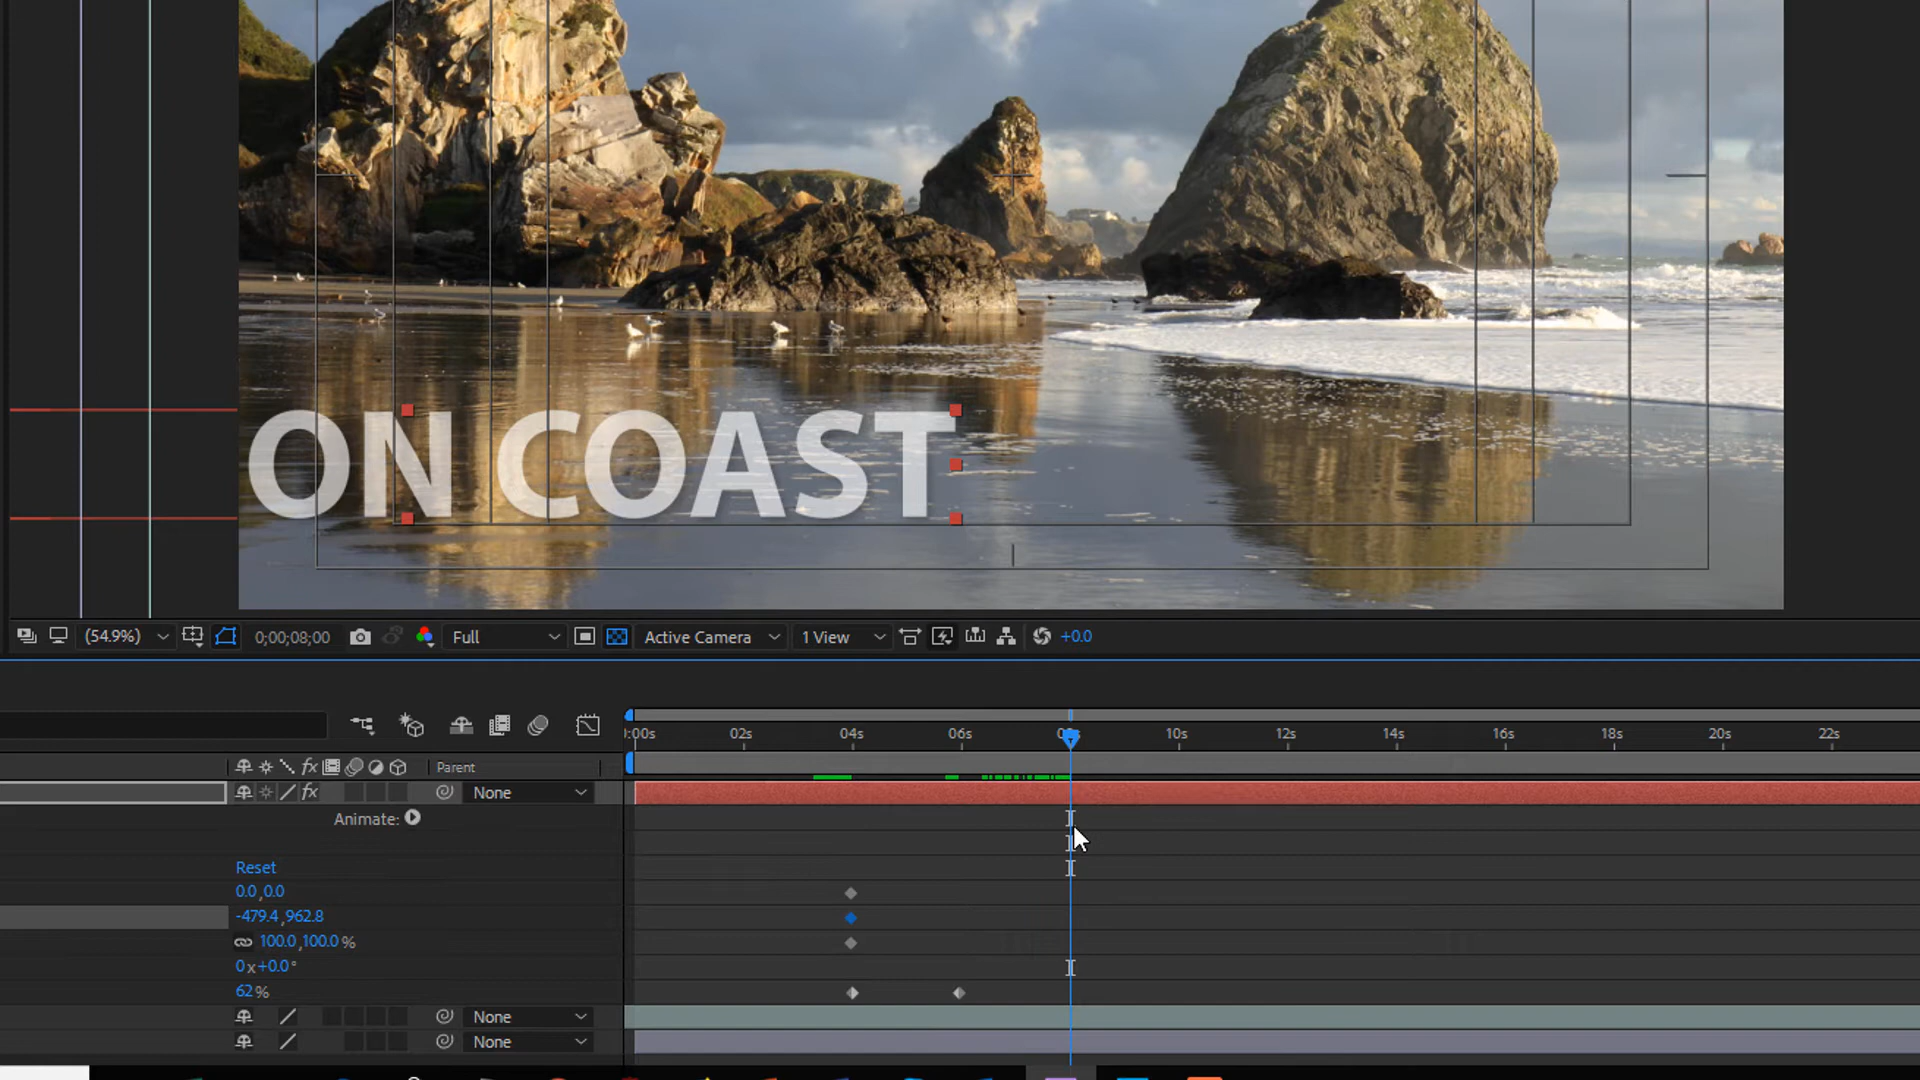 ON COAST
(54.9%) 0;00;08;00 Full Active Camera 1 View +0.0
:00s 02s 04s 06s 10s 12s 14s 16s 18s 20s 22s
fx Parent
fx None
Animate:
Reset
0.0,0.0
-479.4,962.8
100.0,100.0%
0x+0.0°
62%
None
None